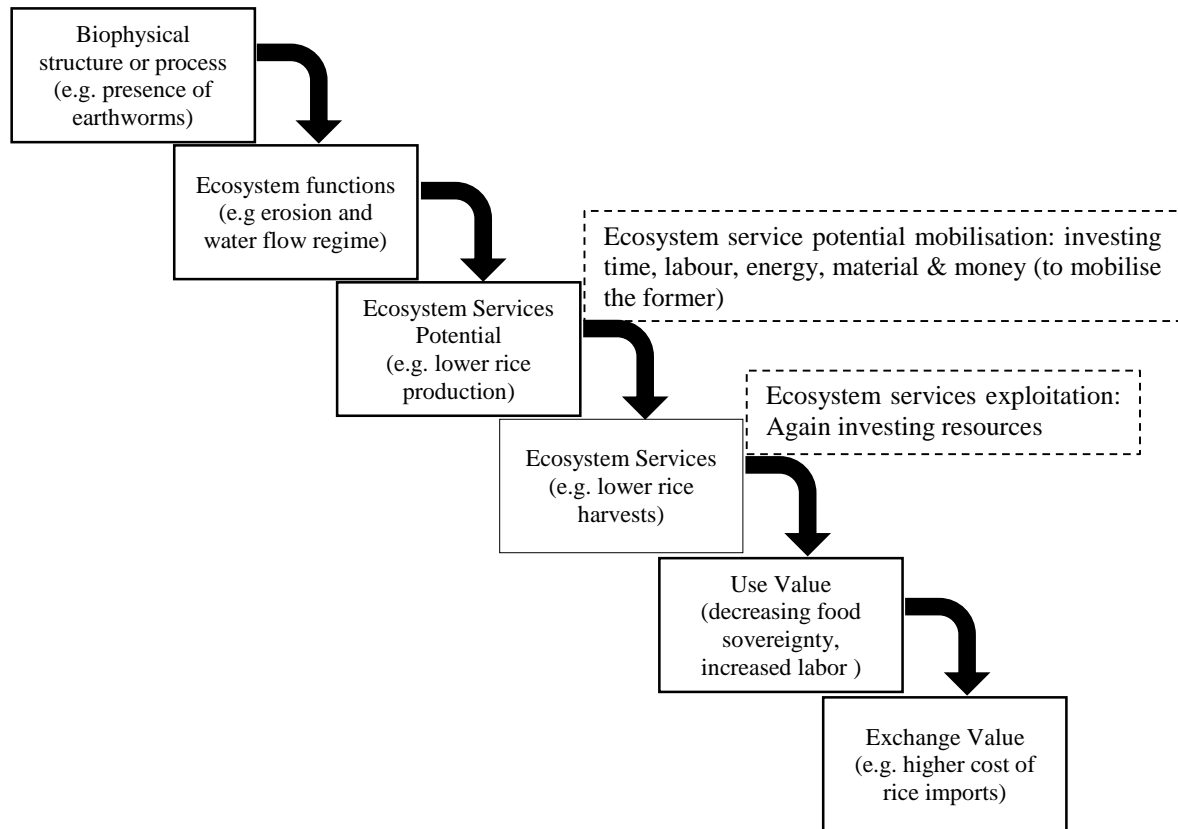 Biophysical
structure or process
(e.g. presence of
earthworms)
Ecosystem functions
(e.g erosion and
water flow regime)
Ecosystem service potential mobilisation: investing
time, labour, energy, material & money (to mobilise
the former)
Ecosystem Services
Potential
(e.g. lower rice
production)
Ecosystem services exploitation:
Again investing resources
Ecosystem Services
(e.g. lower rice
harvests)
Use Value
(decreasing food
sovereignty,
increased labor )
Exchange Value
(e.g. higher cost of
rice imports)